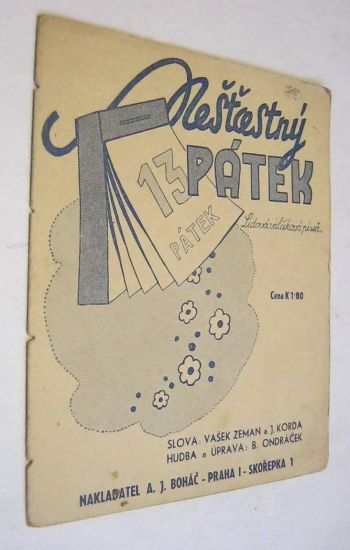 Nešťastný
PÁTEK
13
PÁTEK
Lidová valčíková píseň
Cena K 1·80
SLOVA: VAŠEK ZEMAN a J. KORDA
HUDBA a ÚPRAVA: B. ONDRÁČEK
NAKLADATEL A. J. BOHÁČ - PRAHA I - SKOŘEPKA 1